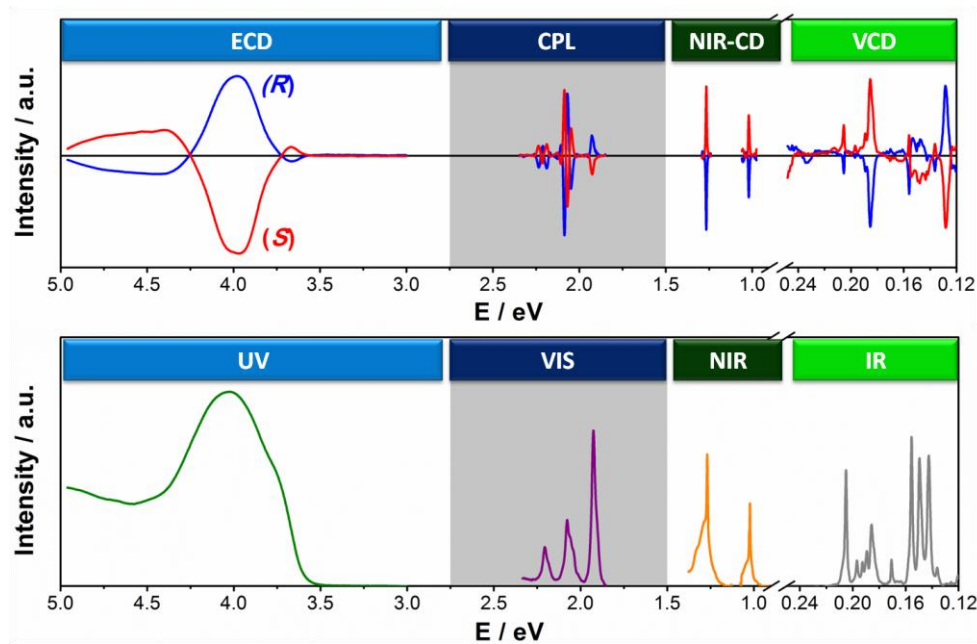 ECD CPL NIR-CD VCD
Intensity / a.u.
(R)
(S)
5.0 4.5 4.0 3.5 3.0 2.5 2.0 1.5 1.0 0.24 0.20 0.16 0.12
E / eV
UV VIS NIR IR
Intensity / a.u.
5.0 4.5 4.0 3.5 3.0 2.5 2.0 1.5 1.0 0.24 0.20 0.16 0.12
E / eV